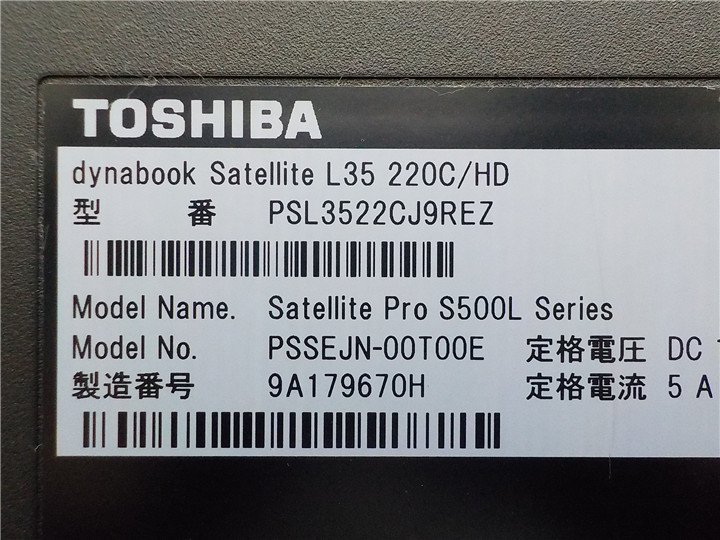 TOSHIBA
dynabook Satellite L35 220C/HD
型 番 PSL3522CJ9REZ
Model Name. Satellite Pro S500L Series
Model No. PSSEJN-00T00E 定格電圧 DC
製造番号 9A179670H 定格電流 5 A